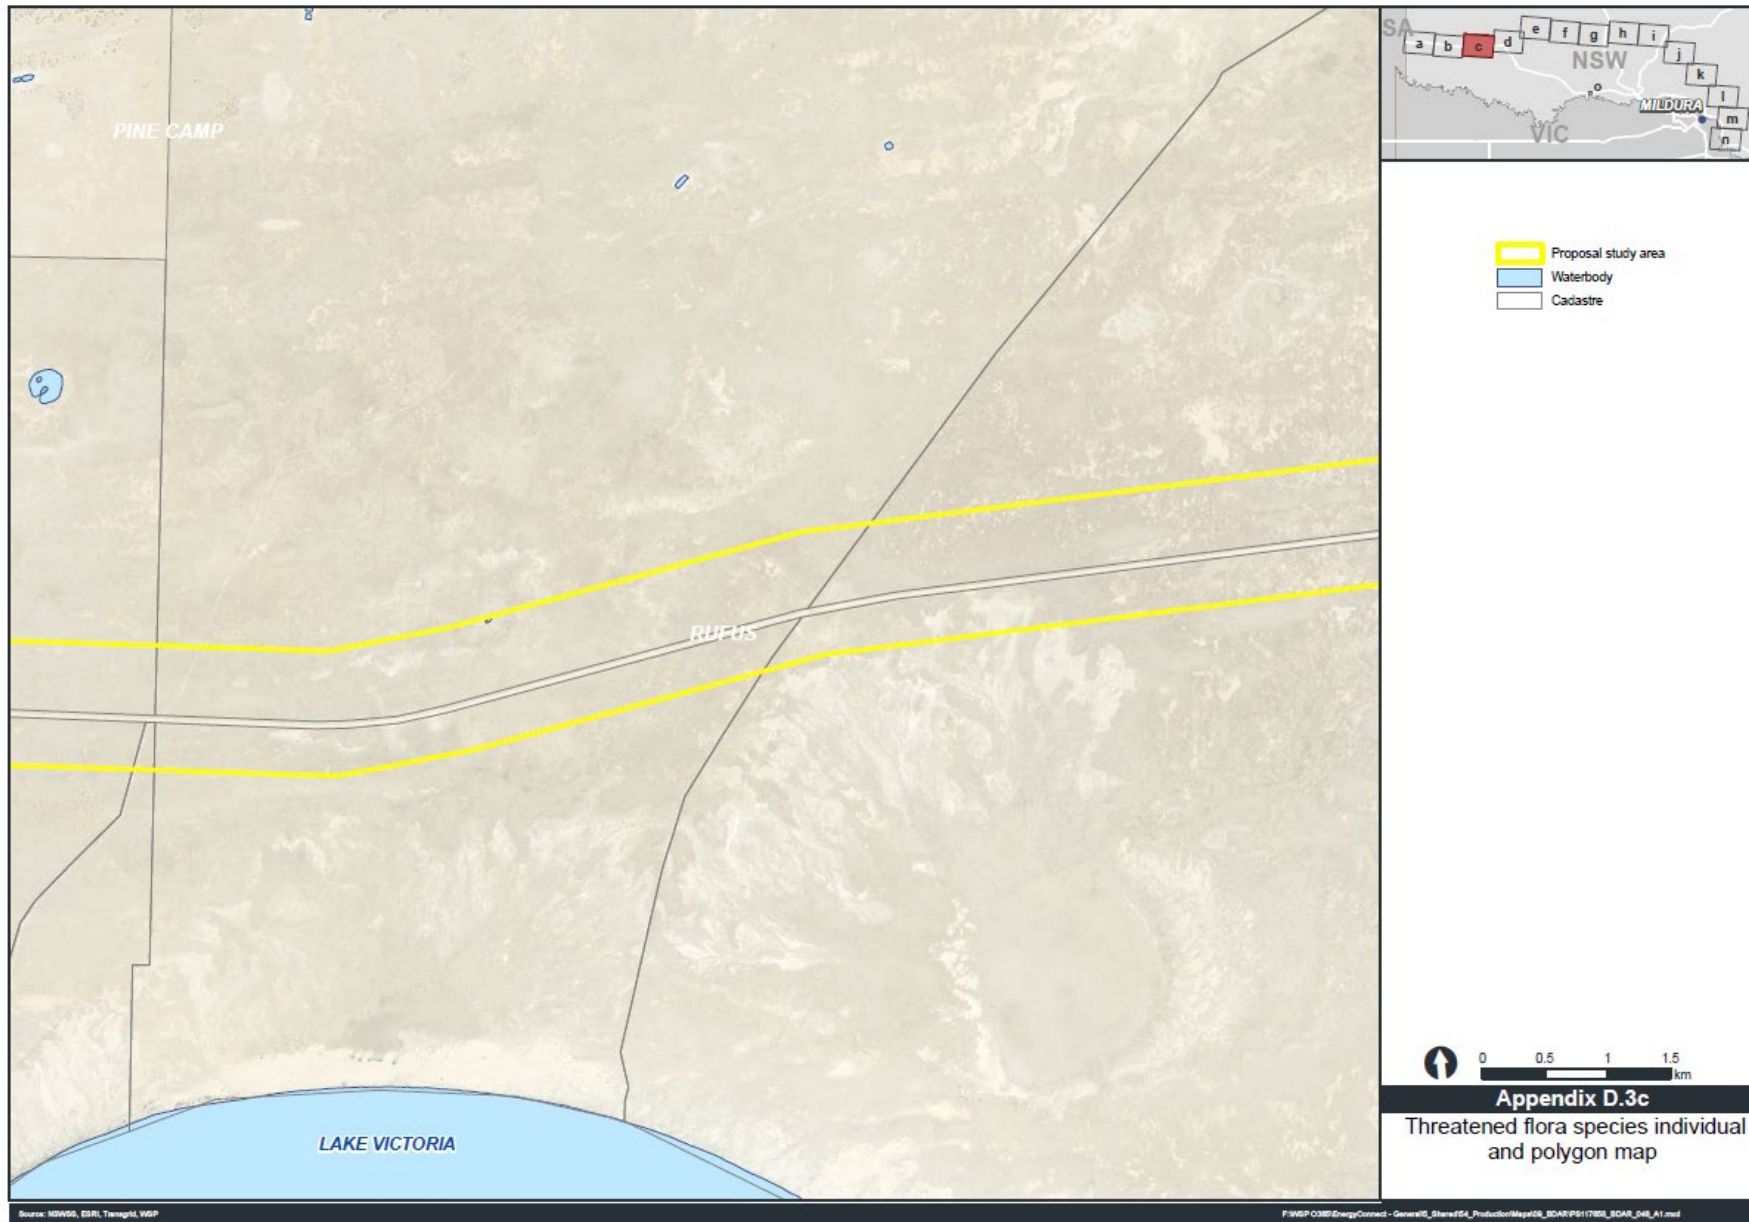 PINE CAMP
RUFUS
LAKE VICTORIA
SA
a
b
c
d
e
f
g
h
i
j
k
l
m
n
o
NSW
MILDURA
VIC
Proposal study area
Waterbody
Cadastre
0 0.5 1 1.5
km
Appendix D.3c
Threatened flora species individual
and polygon map
Source: NSWSS, ESRI, Transgrid, WSP